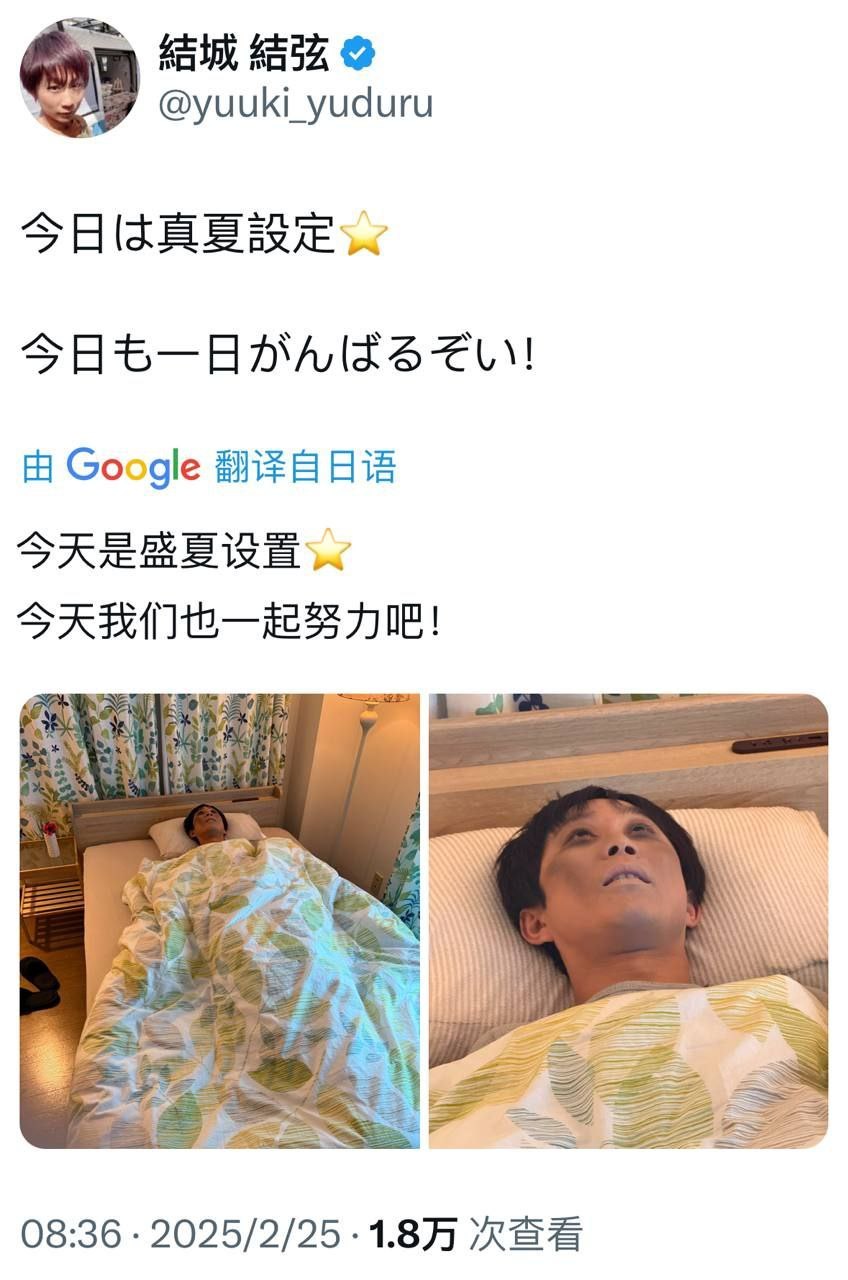 結城 結弦
@yuuki_yuduru
今日は真夏設定⭐
今日も一日がんばるぞい!
由 Google 翻译自日语
今天是盛夏设置⭐
今天我们也一起努力吧!
08:36 · 2025/2/25 · 1.8万 次查看